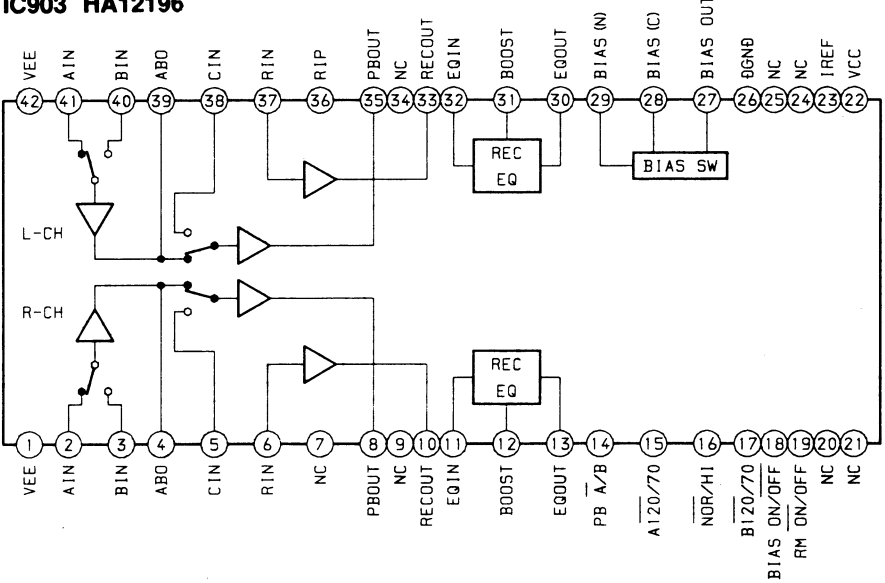 IC903 HA12196
VEE AIN BIN ABO CIN RIN RIP PBOUT NC RECOUT EQIN BOOST EQOUT BIAS (N) BIAS (C) BIAS OUT DGND NC NC IREF VCC
42 41 40 39 38 37 36 35 34 33 32 31 30 29 28 27 26 25 24 23 22
REC
EQ
BIAS SW
L-CH
R-CH
REC
EQ
1 2 3 4 5 6 7 8 9 10 11 12 13 14 15 16 17 18 19 20 21
VEE AIN BIN ABO CIN RIN NC PBOUT NC RECOUT EQIN BOOST EQOUT PB A/B A120/70 NOR/HI B120/70 BIAS ON/OFF RM ON/OFF NC NC